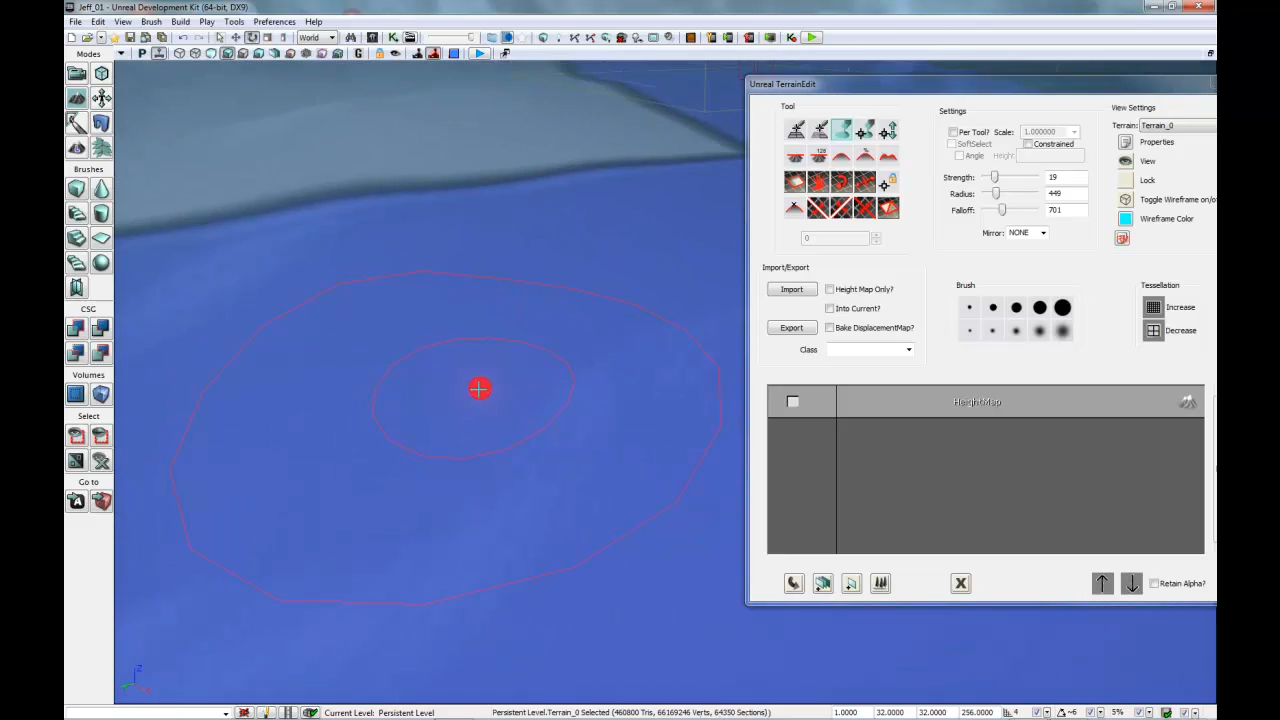 Jeff_01 - Unreal Development Kit (64-bit, DX9)
File Edit View Brush Build Play Tools Preferences Help
World
Modes
P
G
Brushes
CSG
Volumes
Select
Go to
Unreal TerrainEdit
Tool
Settings
View Settings
Per Tool? Scale: 1.000000
Terrain: Terrain_0
SoftSelect Constrained
Properties
Angle Height:
View
Strength: 19
Lock
Radius: 449
Toggle Wireframe on/of
Falloff: 701
Wireframe Color
Mirror: NONE
0
Import/Export
Import Height Map Only?
Into Current?
Export Bake DisplacementMap?
Class
Brush
Tessellation
Increase
Decrease
HeightMap
X
Retain Alpha?
Z
Current Level: Persistent Level
Persistent Level.Terrain_0 Selected (460800 Tris, 66169246 Verts, 64350 Sections)
1.0000 32.0000 32.0000 256.0000 4 ~6 5%